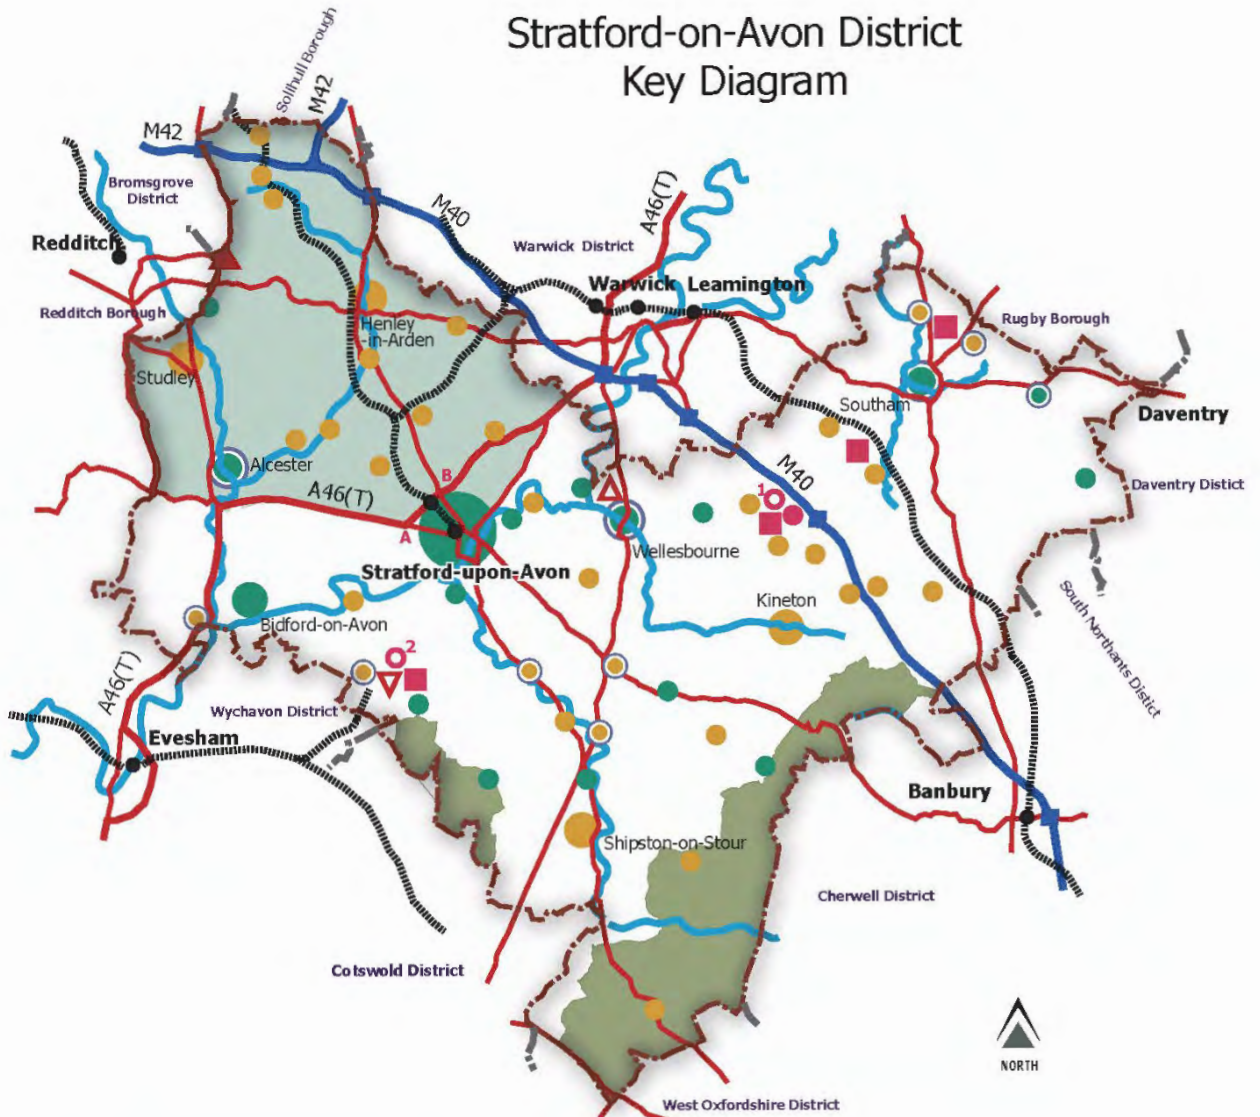 Stratford-on-Avon District
Key Diagram
Solihull Borough
M42
M42
Bromsgrove
District
M40
A46(T)
Redditch
Warwick District
Warwick Leamington
Redditch Borough
Henley
-in-Arden
Rugby Borough
Studley
Southam
Daventry
Alcester
M40
B
A46(T)
1
Daventry Distict
A
Wellesbourne
Stratford-upon-Avon
Kineton
Bidford-on-Avon
South Northants Distict
2
A46(T)
Wychavon District
Evesham
Banbury
Shipston-on-Stour
Cherwell District
Cotswold District
NORTH
West Oxfordshire District